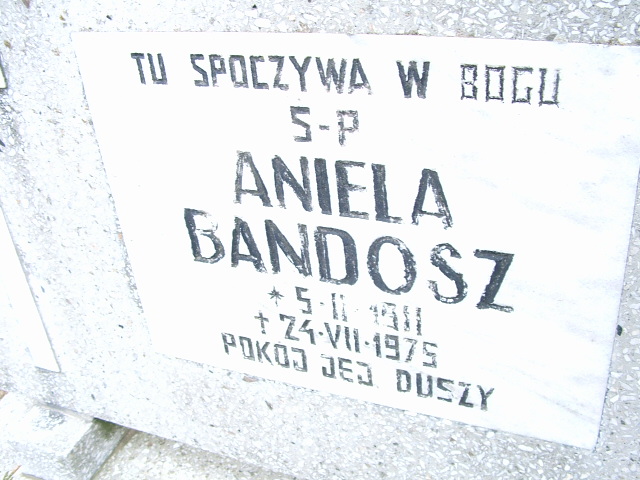 TU SPOCZYWA W BOGU
S-P
ANIELA
BANDOSZ
* 5-II-1911
+ 24·VII·1975
POKOJ JEJ DUSZY